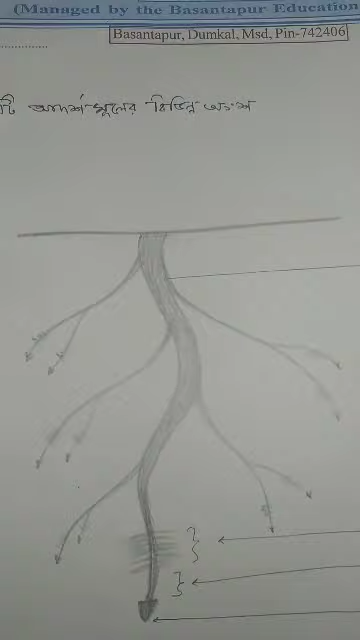 (Managed by the Basantapur Education
Basantapur, Dumkal, Msd, Pin-742406
টি আদর্শ মূলের বিভিন্ন অংশ